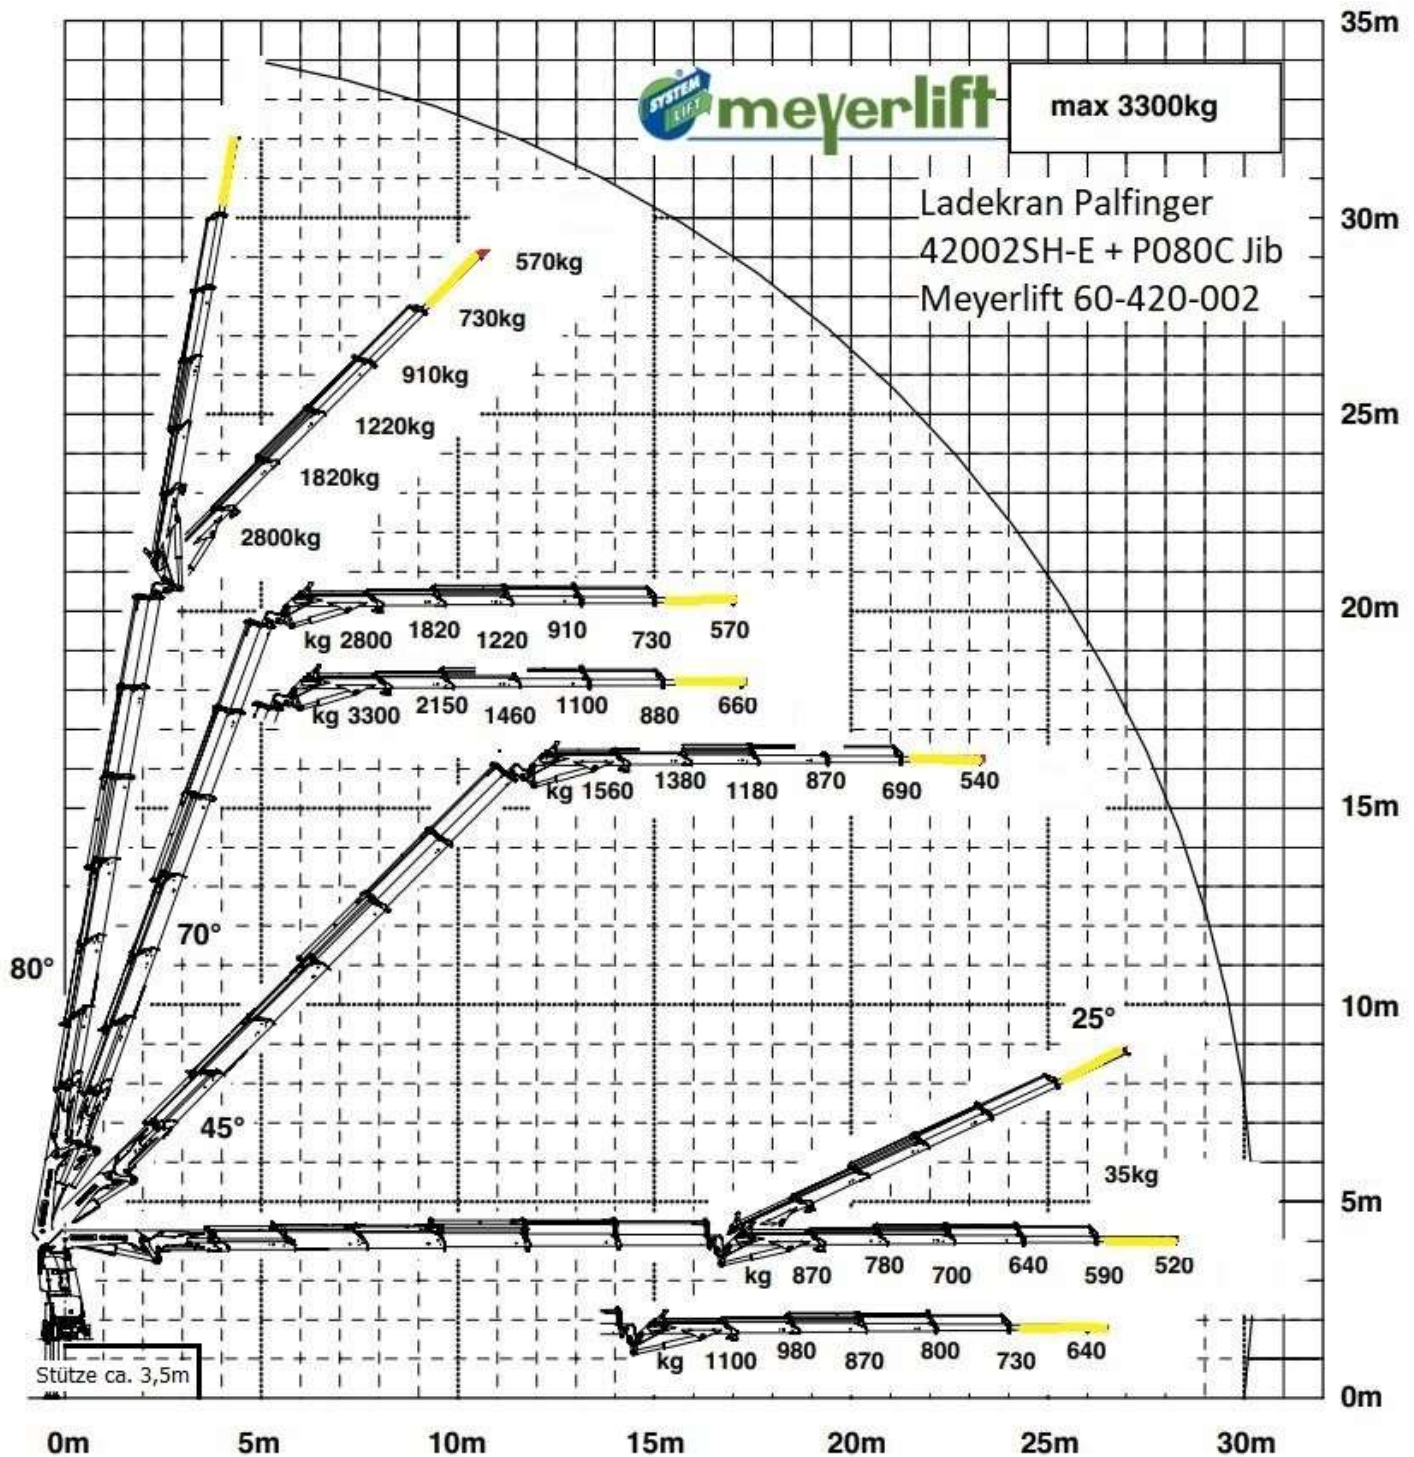 35m
SYSTEM
LIFT
®
meyerlift
max 3300kg
Ladekran Palfinger
42002SH-E + P080C Jib
Meyerlift 60-420-002
30m
570kg
730kg
910kg
25m
1220kg
1820kg
2800kg
20m
kg 2800 1820 1220 910 730 570
kg 3300 2150 1460 1100 880 660
kg 1560 1380 1180 870 690 540
15m
70°
80°
10m
25°
45°
35kg
5m
kg 870 780 700 640 590 520
kg 1100 980 870 800 730 640
Stütze ca. 3,5m
0m
0m 5m 10m 15m 20m 25m 30m